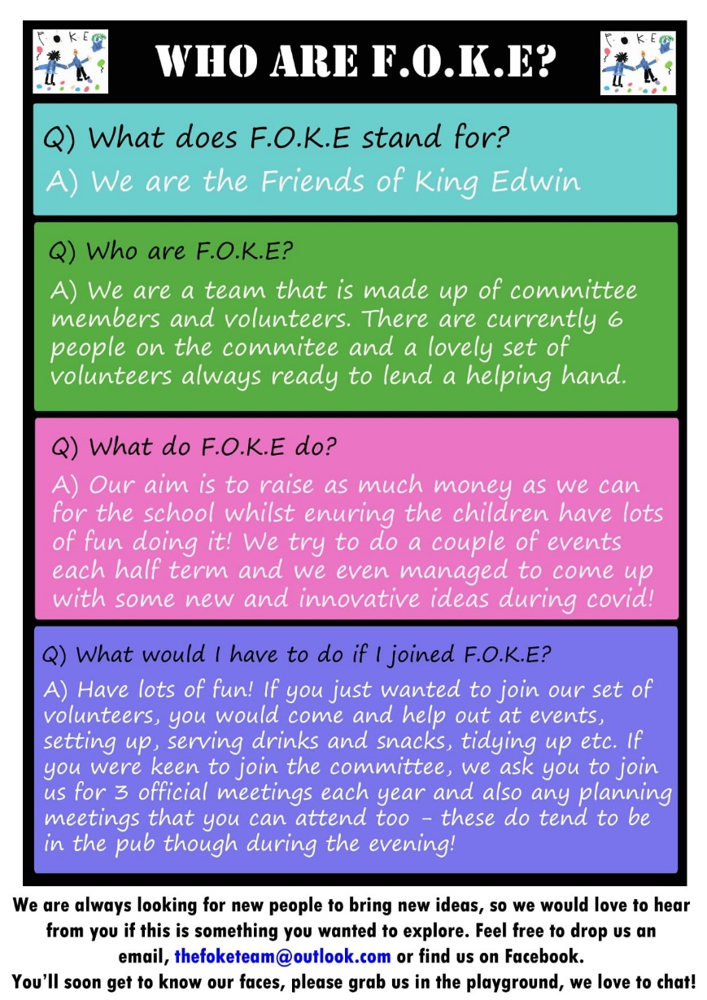 F. O K E
WHO ARE F.O.K.E?
F. O K E
Q) What does F.O.K.E stand for?
A) We are the Friends of King Edwin
Q) Who are F.O.K.E?
A) We are a team that is made up of committee
members and volunteers. There are currently 6
people on the commitee and a lovely set of
volunteers always ready to lend a helping hand.
Q) What do F.O.K.E do?
A) Our aim is to raise as much money as we can
for the school whilst enuring the children have lots
of fun doing it! We try to do a couple of events
each half term and we even managed to come up
with some new and innovative ideas during covid!
Q) What would I have to do if I joined F.O.K.E?
A) Have lots of fun! If you just wanted to join our set of
volunteers, you would come and help out at events,
setting up, serving drinks and snacks, tidying up etc. If
you were keen to join the committee, we ask you to join
us for 3 official meetings each year and also any planning
meetings that you can attend too - these do tend to be
in the pub though during the evening!
We are always looking for new people to bring new ideas, so we would love to hear
from you if this is something you wanted to explore. Feel free to drop us an
email, thefoketeam@outlook.com or find us on Facebook.
You'll soon get to know our faces, please grab us in the playground, we love to chat!